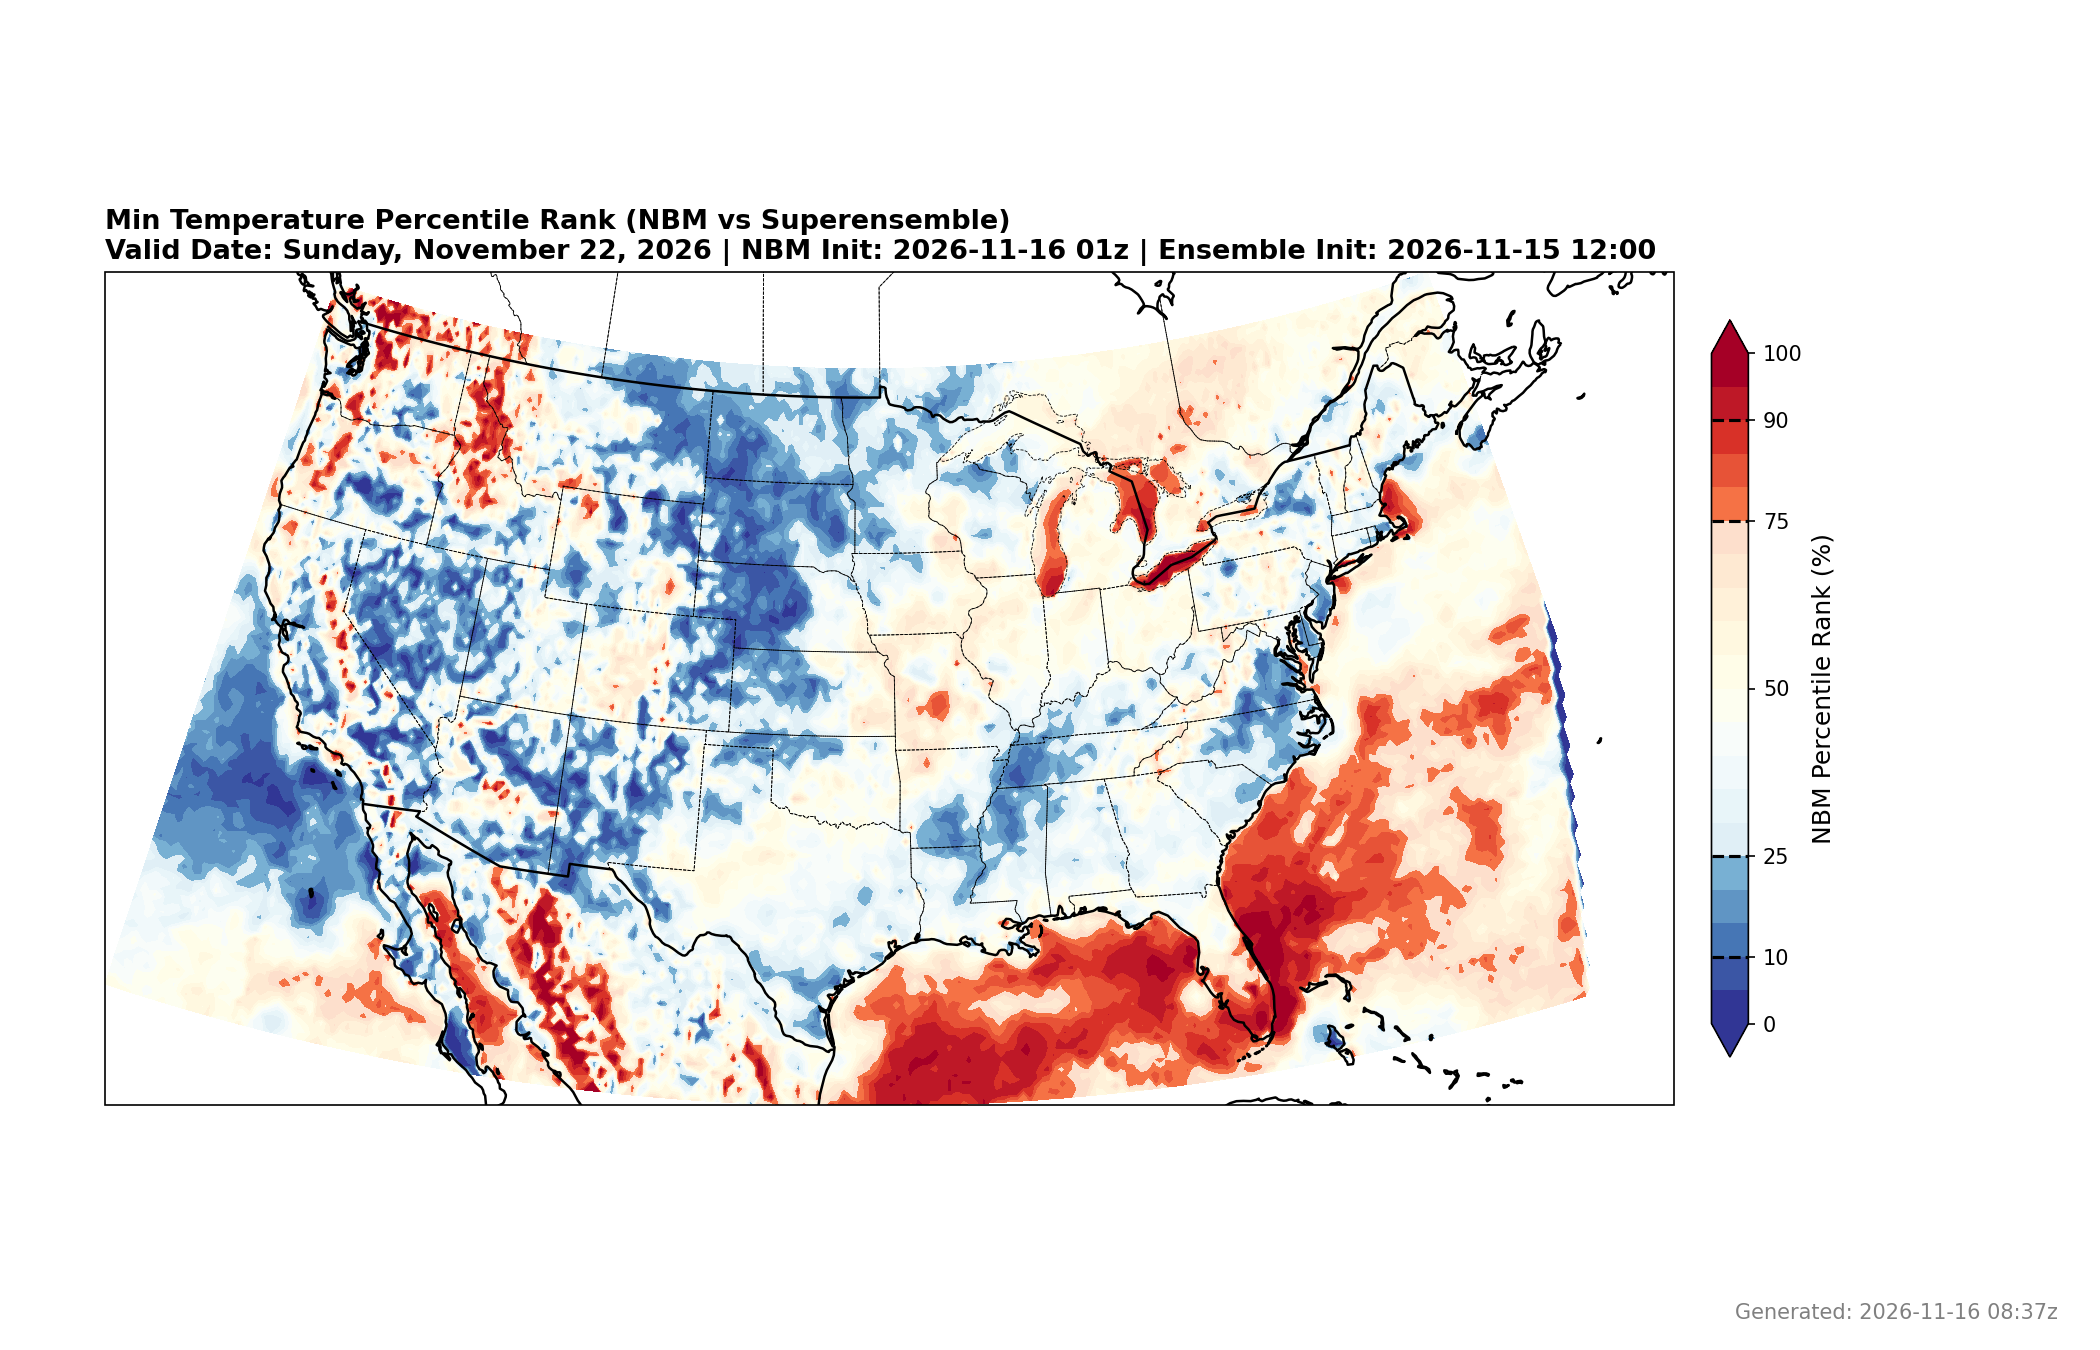 Min Temperature Percentile Rank (NBM vs Superensemble)
Valid Date: Sunday, November 22, 2026 | NBM Init: 2026-11-16 01z | Ensemble Init: 2026-11-15 12:00
100
90
75
50
25
10
0
NBM Percentile Rank (%)
Generated: 2026-11-16 08:37z